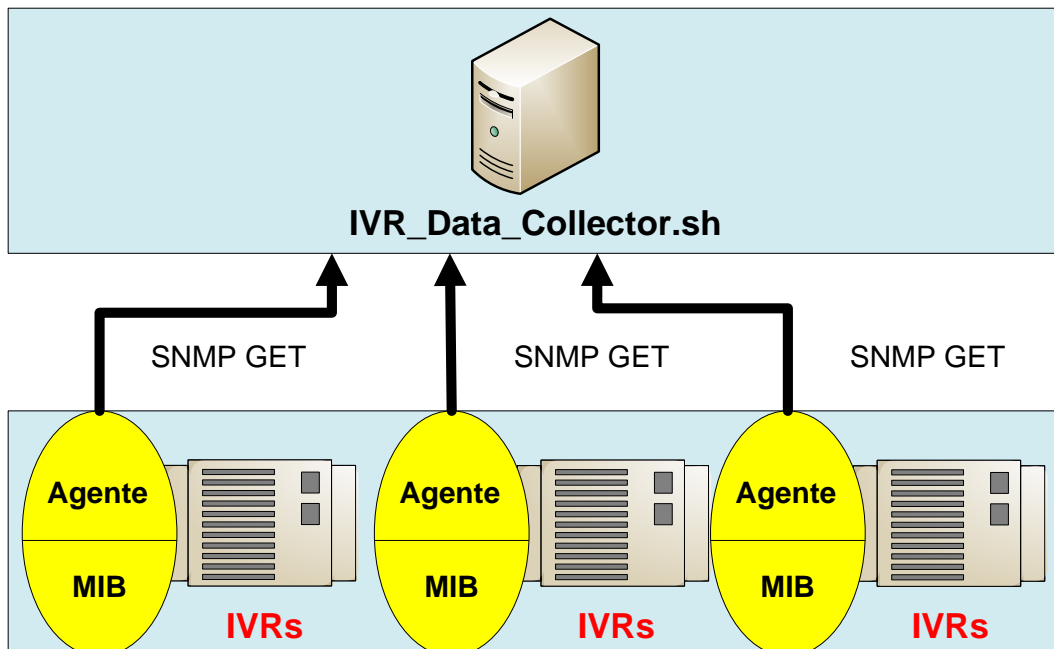 IVR_Data_Collector.sh
SNMP GET
SNMP GET
SNMP GET
Agente
Agente
Agente
MIB
MIB
MIB
IVRs
IVRs
IVRs